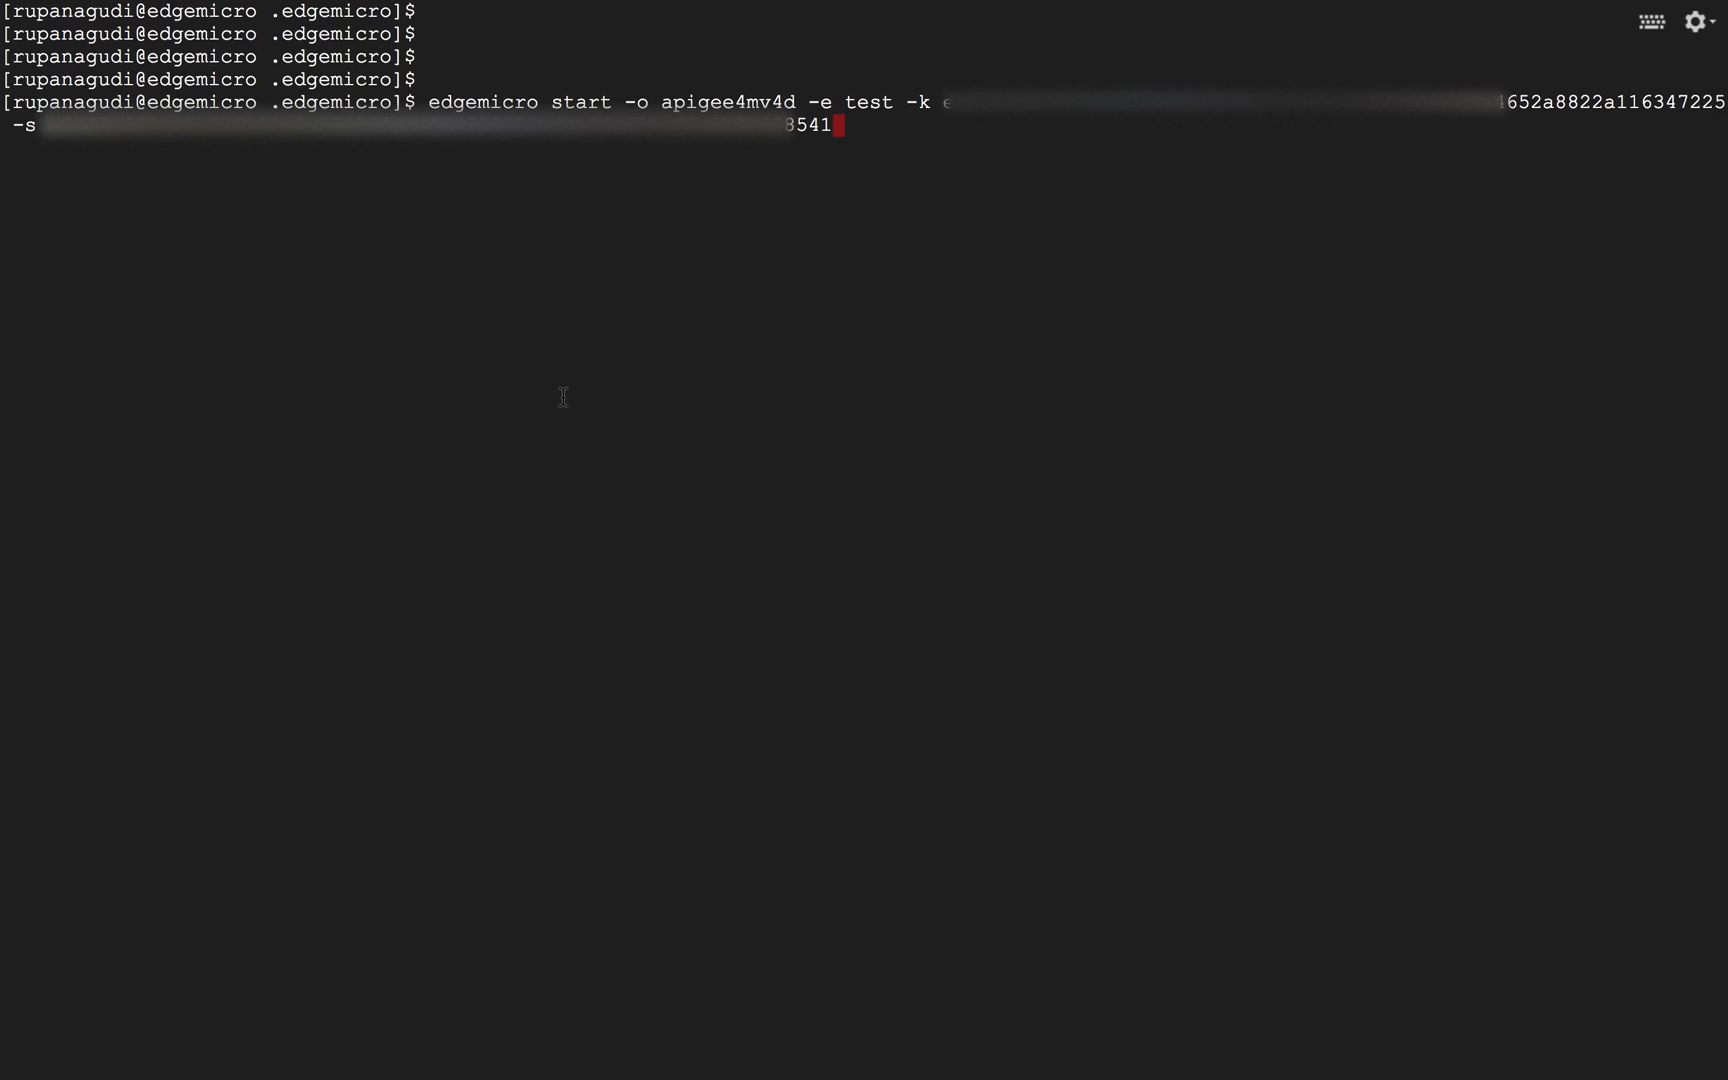 [rupanagudi@edgemicro .edgemicro]$
[rupanagudi@edgemicro .edgemicro]$
[rupanagudi@edgemicro .edgemicro]$
[rupanagudi@edgemicro .edgemicro]$
[rupanagudi@edgemicro .edgemicro]$ edgemicro start -o apigee4mv4d -e test -k 652a8822a116347225
-s 8541